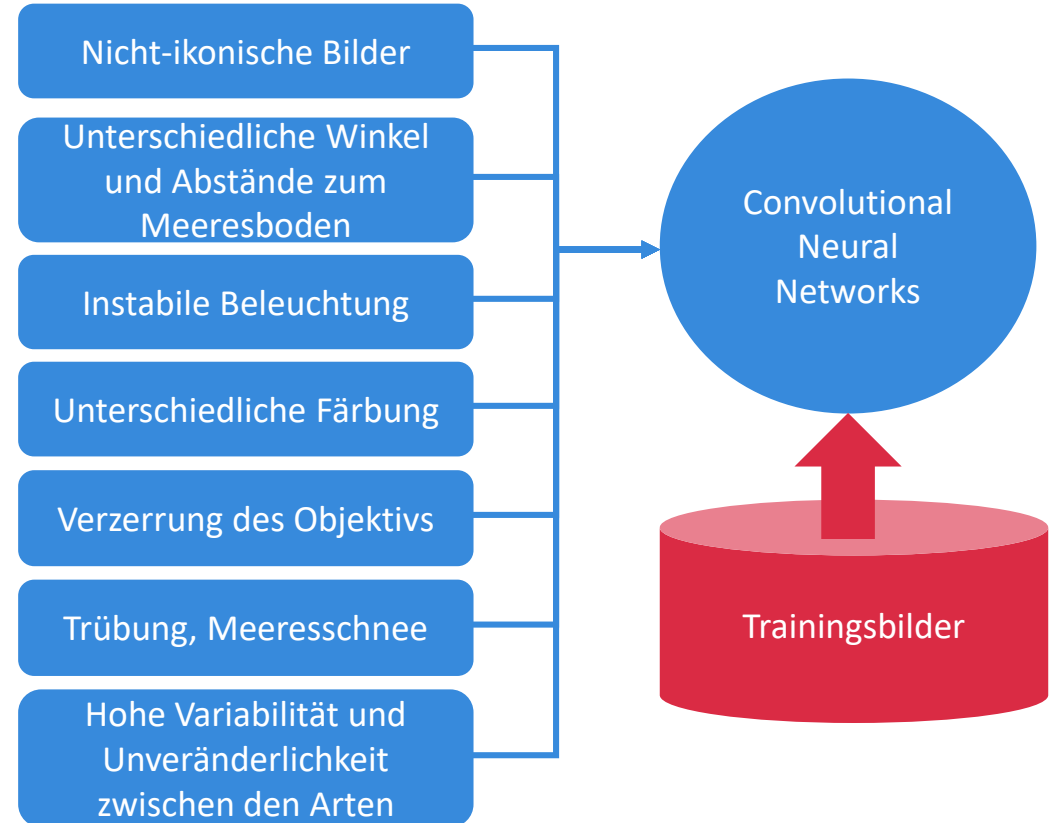 Nicht-ikonische Bilder
Unterschiedliche Winkel
und Abstände zum
Meeresboden
Instabile Beleuchtung
Unterschiedliche Färbung
Verzerrung des Objektivs
Trübung, Meeresschnee
Hohe Variabilität und
Unveränderlichkeit
zwischen den Arten
Convolutional
Neural
Networks
Trainingsbilder